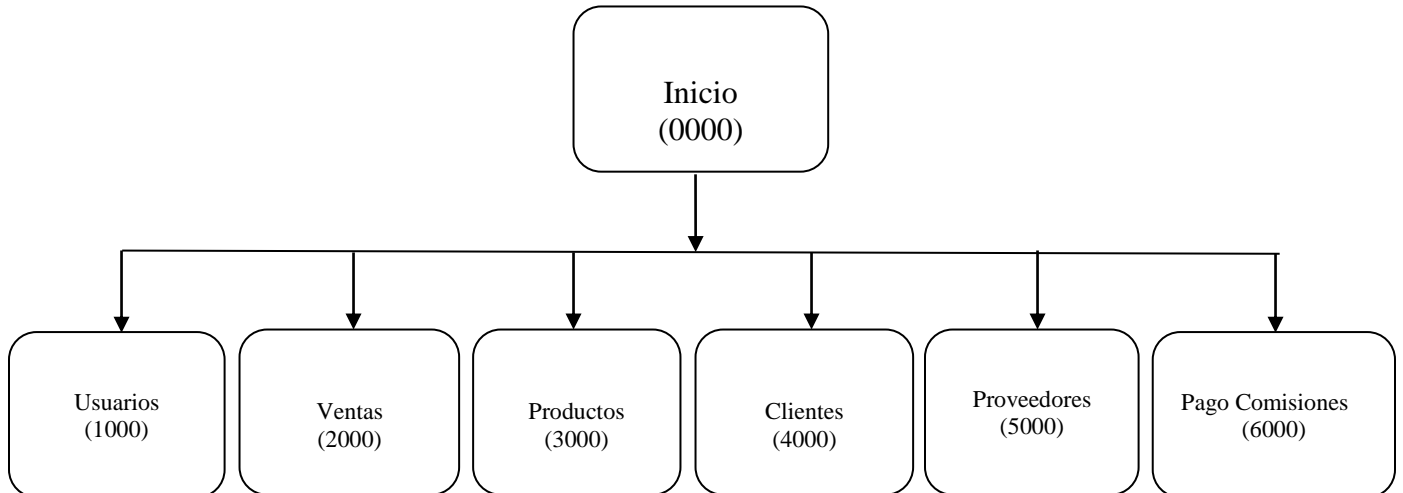 Inicio
(0000)
Usuarios
(1000)
Ventas
(2000)
Productos
(3000)
Clientes
(4000)
Proveedores
(5000)
Pago Comisiones
(6000)